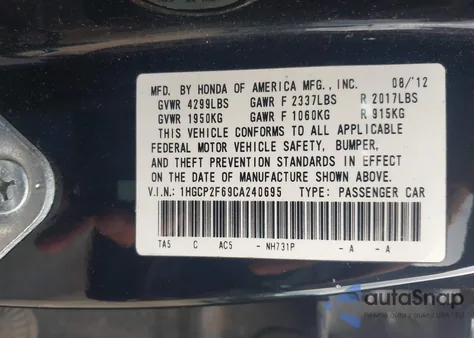 MFD. BY HONDA OF AMERICA MFG., INC. 08/'12
GVWR 4299LBS GAWR F 2337LBS R 2017LBS
GVWR 1950KG GAWR F 1060KG R 915KG
THIS VEHICLE CONFORMS TO ALL APPLICABLE
FEDERAL MOTOR VEHICLE SAFETY, BUMPER,
AND THEFT PREVENTION STANDARDS IN EFFECT
ON THE DATE OF MANUFACTURE SHOWN ABOVE.
V.I.N.: 1HGCP2F69CA240695 TYPE: PASSENGER CAR
TA5 C AC5 - NH731P - A - A
autoSnap